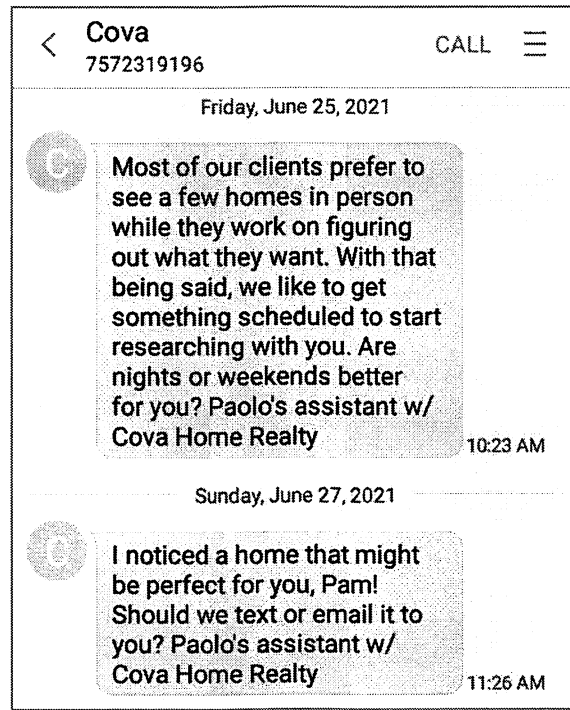 Cova
7572319196
CALL
Friday, June 25, 2021
C
Most of our clients prefer to
see a few homes in person
while they work on figuring
out what they want. With that
being said, we like to get
something scheduled to start
researching with you. Are
nights or weekends better
for you? Paolo's assistant w/
Cova Home Realty
10:23 AM
Sunday, June 27, 2021
C
I noticed a home that might
be perfect for you, Pam!
Should we text or email it to
you? Paolo's assistant w/
Cova Home Realty
11:26 AM